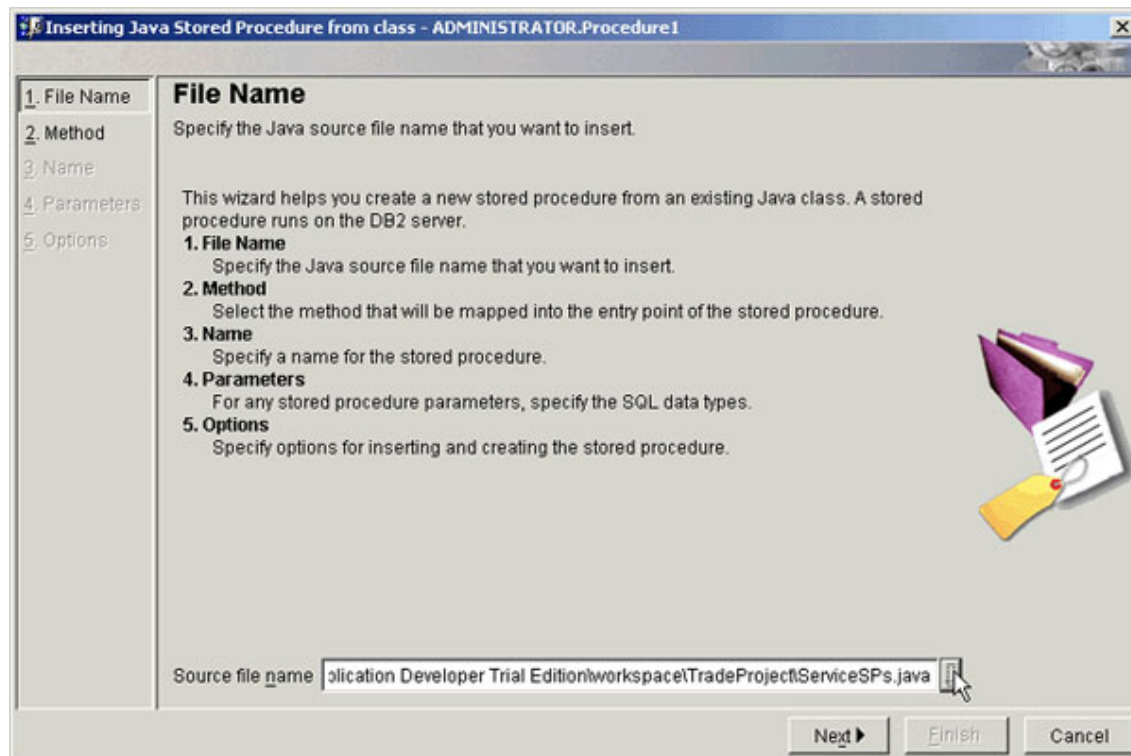 Inserting Java Stored Procedure from class - ADMINISTRATOR.Procedure1
1. File Name
2. Method
3. Name
4. Parameters
5. Options
File Name
Specify the Java source file name that you want to insert.
This wizard helps you create a new stored procedure from an existing Java class. A stored
procedure runs on the DB2 server.
1. File Name
Specify the Java source file name that you want to insert.
2. Method
Select the method that will be mapped into the entry point of the stored procedure.
3. Name
Specify a name for the stored procedure.
4. Parameters
For any stored procedure parameters, specify the SQL data types.
5. Options
Specify options for inserting and creating the stored procedure.
Source file name plication Developer Trial Edition\workspace\TradeProject\ServiceSPs.java
Next Finish Cancel